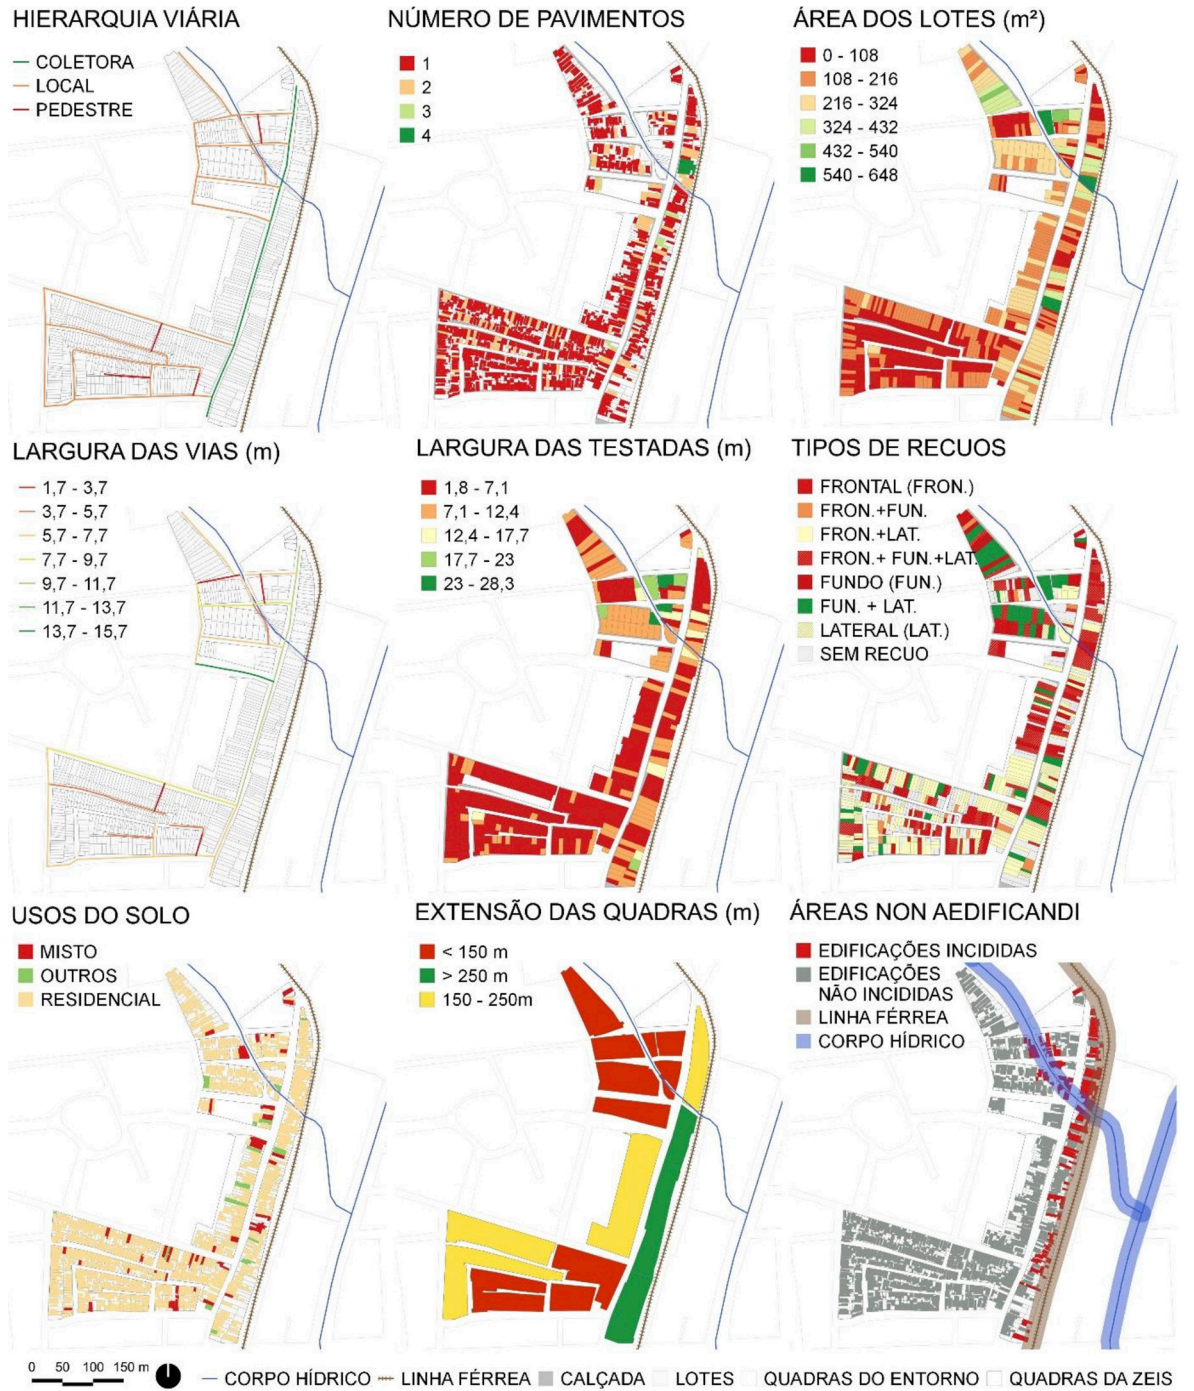 HIERARQUIA VIÁRIA
COLETORA
LOCAL
PEDESTRE
NÚMERO DE PAVIMENTOS
1
2
3
4
ÁREA DOS LOTES (m²)
0 - 108
108 - 216
216 - 324
324 - 432
432 - 540
540 - 648
LARGURA DAS VIAS (m)
1,7 - 3,7
3,7 - 5,7
5,7 - 7,7
7,7 - 9,7
9,7 - 11,7
11,7 - 13,7
13,7 - 15,7
LARGURA DAS TESTADAS (m)
1,8 - 7,1
7,1 - 12,4
12,4 - 17,7
17,7 - 23
23 - 28,3
TIPOS DE RECUOS
FRONTAL (FRON.)
FRON.+FUN.
FRON.+LAT.
FRON.+ FUN.+LAT.
FUNDO (FUN.)
FUN. + LAT.
LATERAL (LAT.)
SEM RECUO
USOS DO SOLO
MISTO
OUTROS
RESIDENCIAL
EXTENSÃO DAS QUADRAS (m)
< 150 m
> 250 m
150 - 250m
ÁREAS NON AEDIFICANDI
EDIFICAÇÕES INCIDIDAS
EDIFICAÇÕES
NÃO INCIDIDAS
LINHA FÉRREA
CORPO HÍDRICO
0 50 100 150 m
CORPO HÍDRICO LINHA FÉRREA CALÇADA LOTES QUADRAS DO ENTORNO QUADRAS DA ZEIS